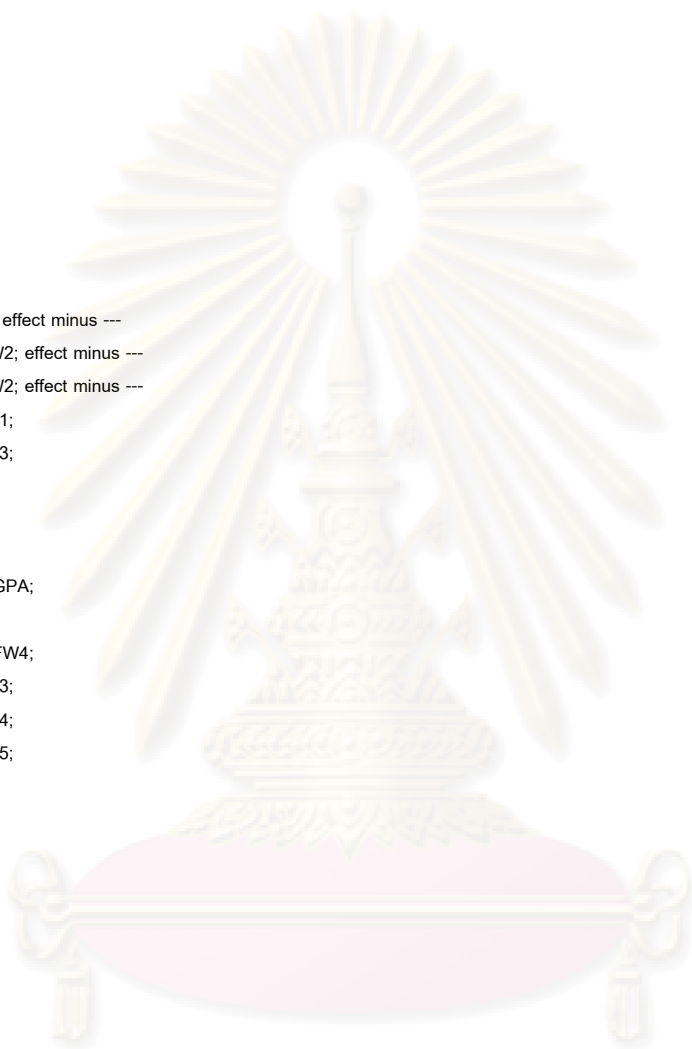 effect minus ---
/2; effect minus ---
/2; effect minus ---
1;
3;
GPA;
FW4;
3;
4;
5;